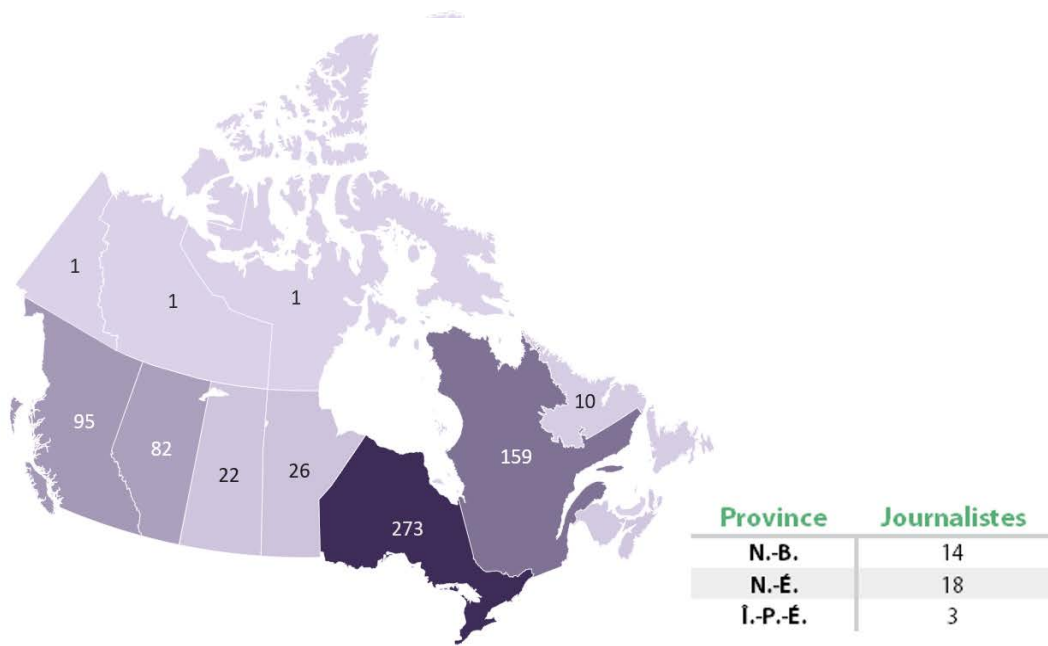 1
1
1
95
82
22
26
273
159
10
Province Journalistes
N.-B. 14
N.-É. 18
Î.-P.-É. 3